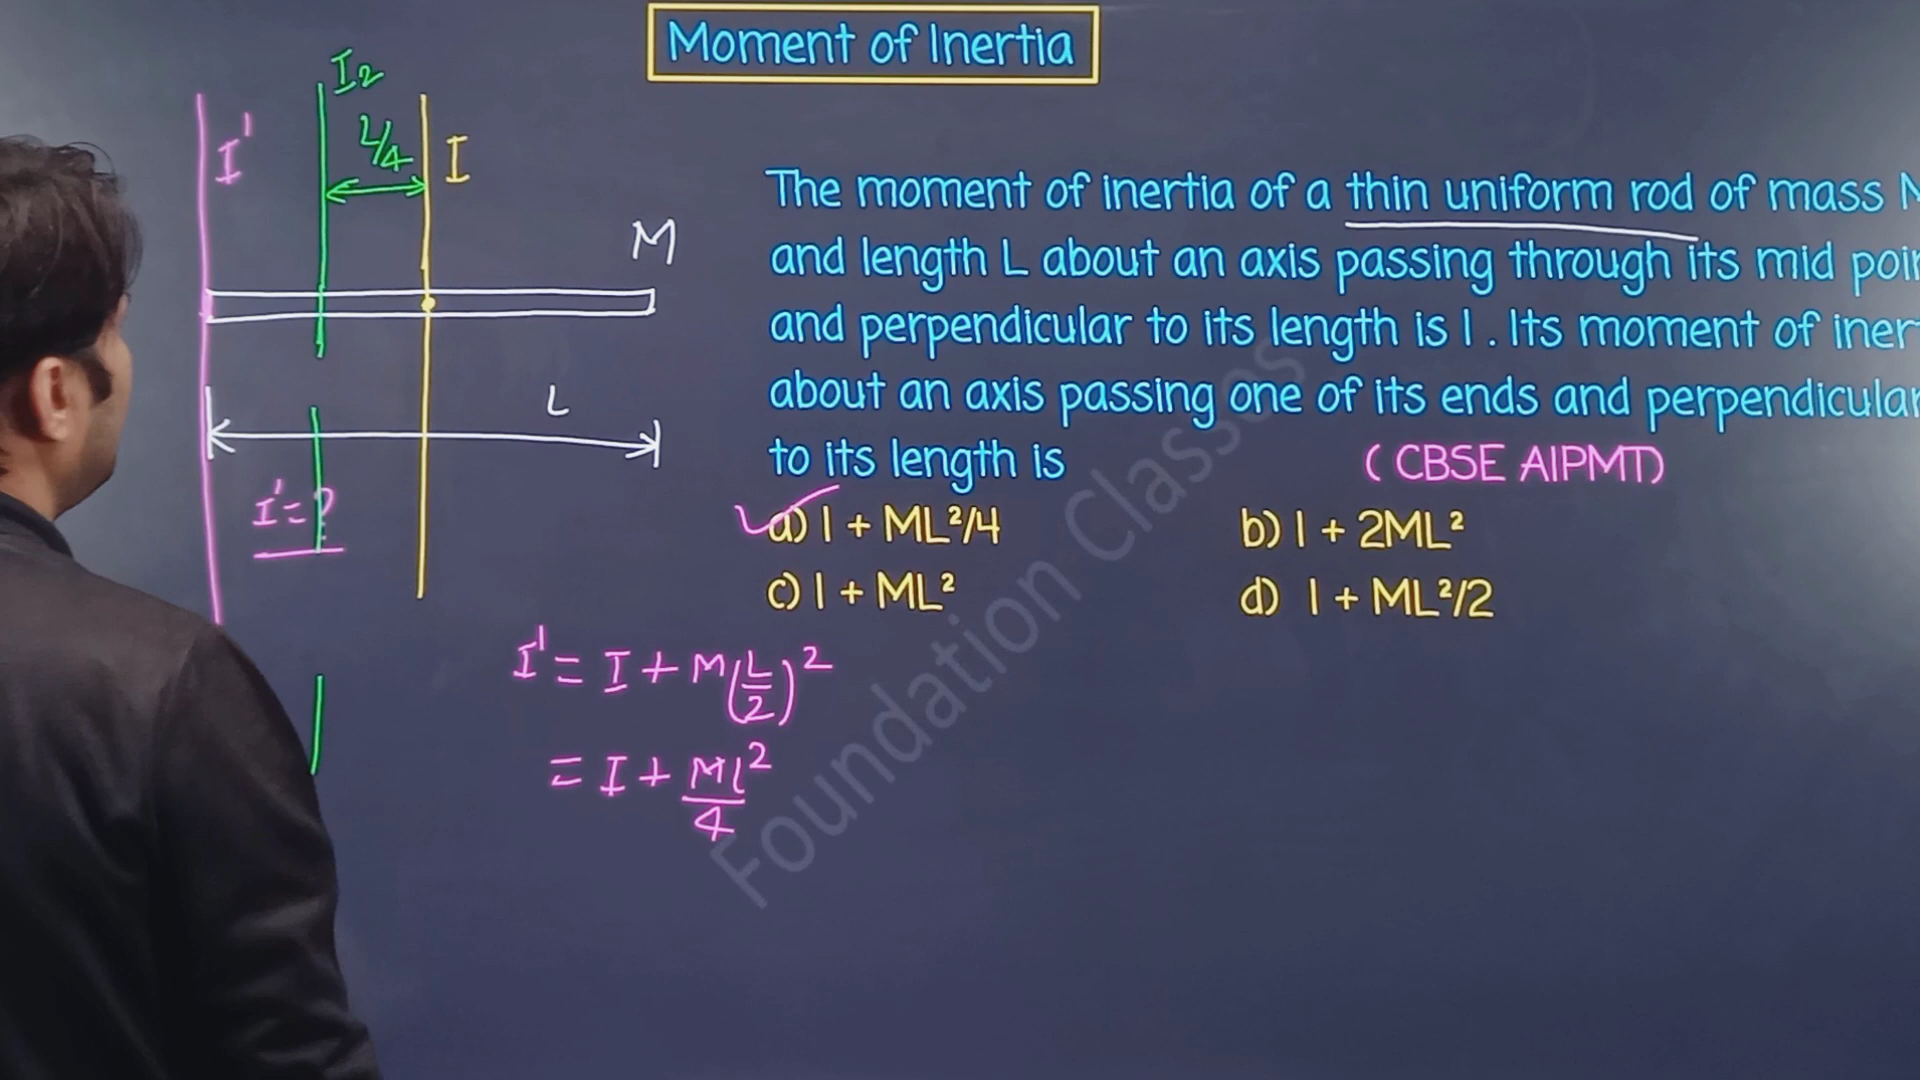 Moment of Inertia
I'
I₂
L/4
I
M
L
I' = ?
The moment of inertia of a thin uniform rod of mass
and length L about an axis passing through its mid
and perpendicular to its length is I . Its moment of
about an axis passing one of its ends and perpendicular
to its length is
( CBSE AIPMT)
a) I + ML²/4
b) I + 2ML²
c) I + ML²
d) I + ML²/2
I' = I + M(L/2)²
= I + ML²/4
Foundation Classes